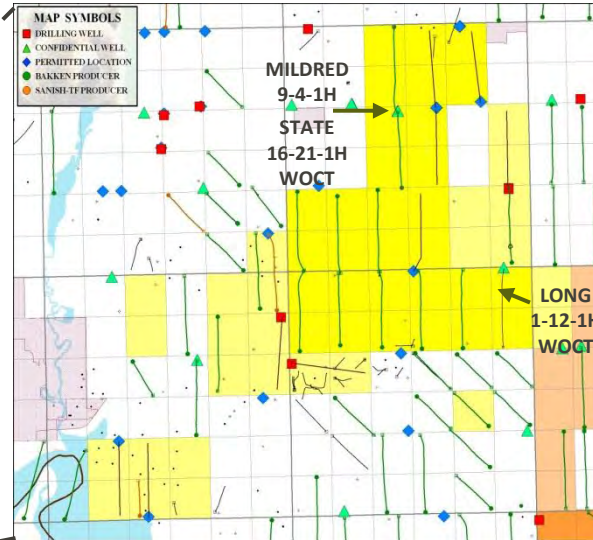 MAP SYMBOLS
DRILLING WELL
CONFIDENTIAL WELL
PERMITTED LOCATION
BAKKEN PRODUCER
SANISH-TF PRODUCER
MILDRED
9-4-1H
STATE
16-21-1H
WOCT
LONG
1-12-1H
WOCT